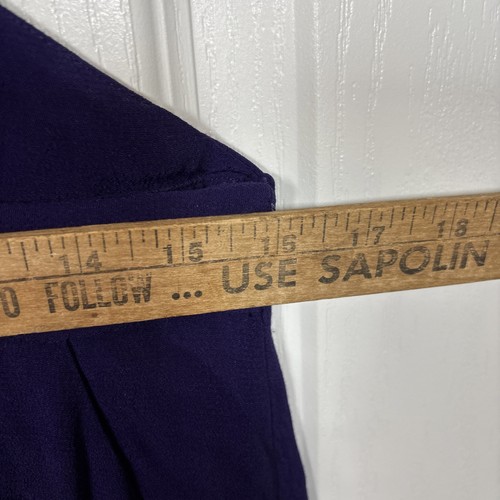 14 15 16 17 18
O FOLLOW ... USE SAPOLIN